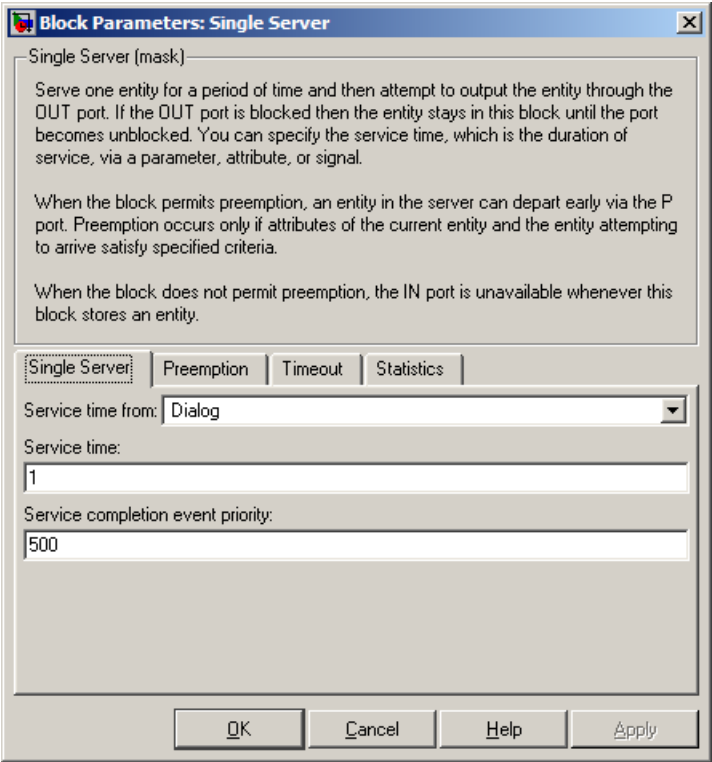 Block Parameters: Single Server
Single Server (mask)
Serve one entity for a period of time and then attempt to output the entity through the
OUT port. If the OUT port is blocked then the entity stays in this block until the port
becomes unblocked. You can specify the service time, which is the duration of
service, via a parameter, attribute, or signal.
When the block permits preemption, an entity in the server can depart early via the P
port. Preemption occurs only if attributes of the current entity and the entity attempting
to arrive satisfy specified criteria.
When the block does not permit preemption, the IN port is unavailable whenever this
block stores an entity.
Single Server Preemption Timeout Statistics
Service time from: Dialog
Service time:
1
Service completion event priority:
500
OK Cancel Help Apply